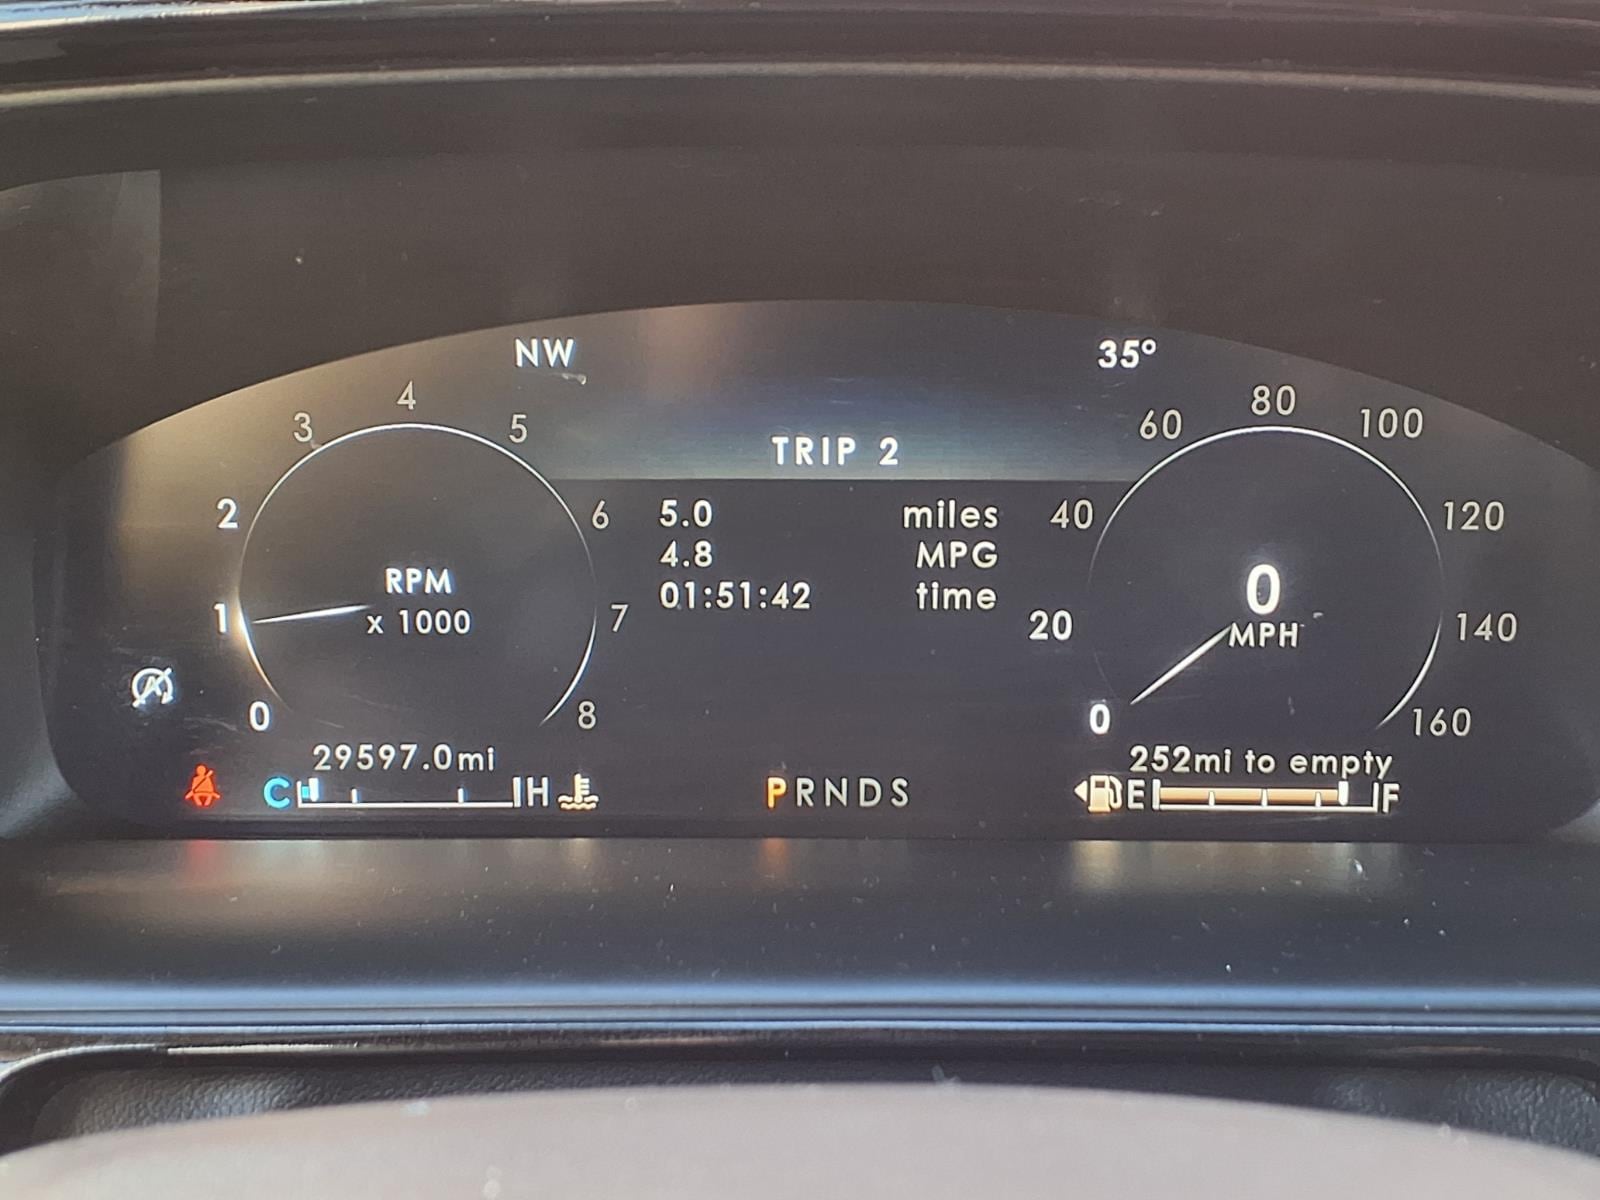 NW
35°
TRIP 2
5.0 miles
4.8 MPG
01:51:42 time
0
1
2
3
4
5
6
7
8
RPM
x 1000
0
20
40
60
80
100
120
140
160
0
MPH
A
29597.0mi
252mi to empty
C H
PRNDS
E F